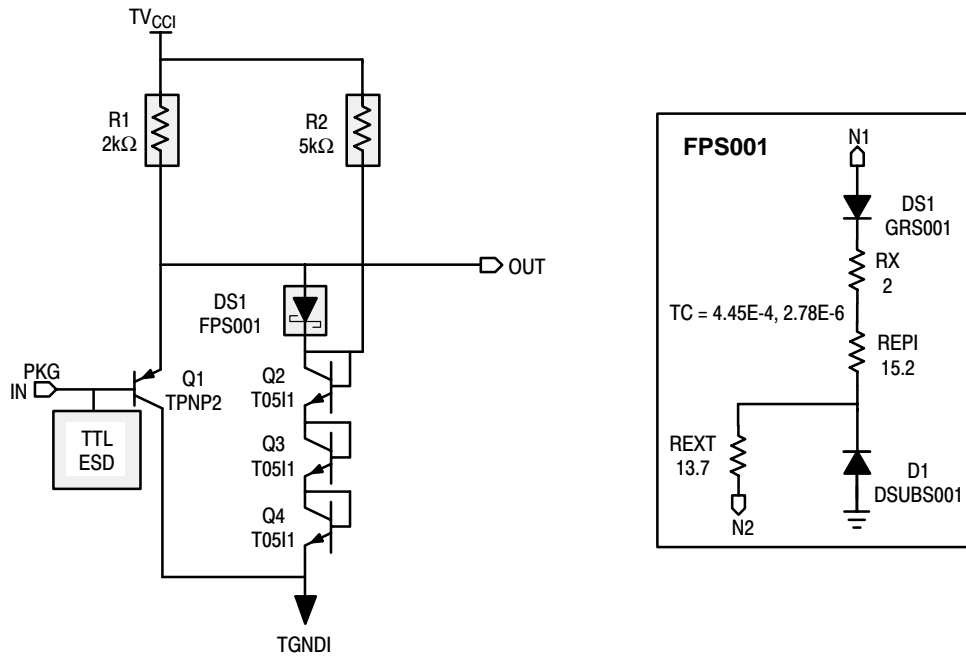 TVCCI
R1
2kΩ
R2
5kΩ
OUT
DS1
FPS001
PKG
IN
Q1
TPNP2
TTL
ESD
Q2
T05I1
Q3
T05I1
Q4
T05I1
TGNDI
FPS001
N1
DS1
GRS001
RX
2
TC = 4.45E-4, 2.78E-6
REPI
15.2
REXT
13.7
N2
D1
DSUBS001